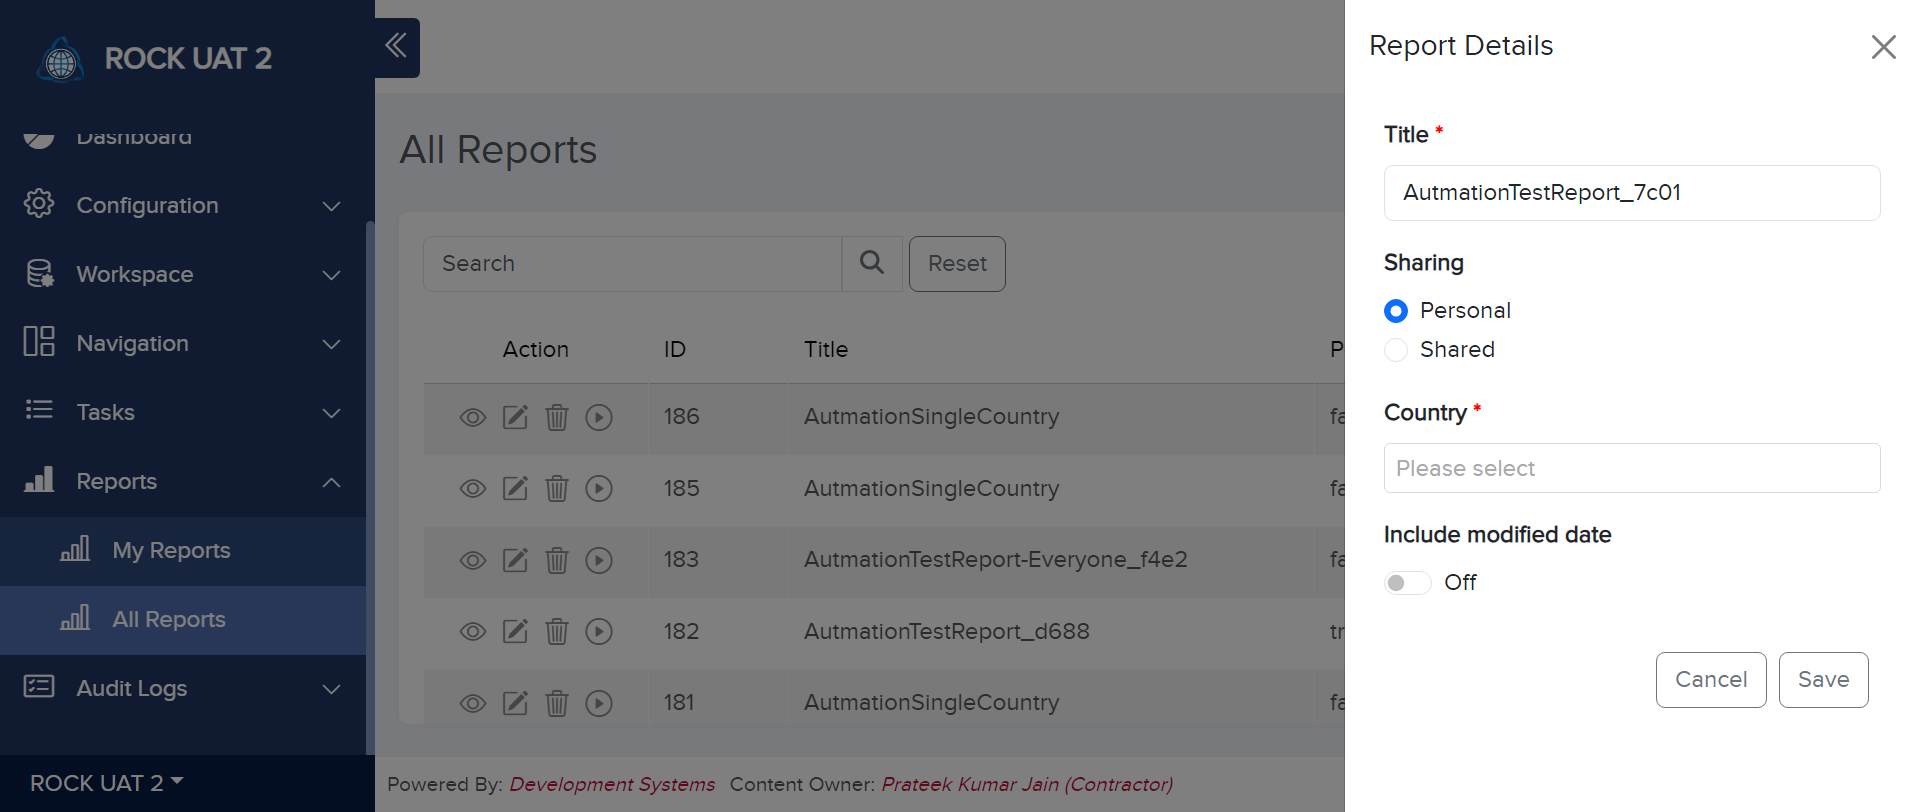 ROCK UAT 2
Dashboard
Configuration
Workspace
Navigation
Tasks
Reports
My Reports
All Reports
Audit Logs
ROCK UAT 2
All Reports
Search
Reset
Action ID Title P
186 AutmationSingleCountry fa
185 AutmationSingleCountry fa
183 AutmationTestReport-Everyone_f4e2 fa
182 AutmationTestReport_d688 tr
181 AutmationSingleCountry fa
Powered By: Development Systems Content Owner: Prateek Kumar Jain (Contractor)
Report Details
Title *
AutmationTestReport_7c01
Sharing
Personal
Shared
Country *
Please select
Include modified date
Off
Cancel Save